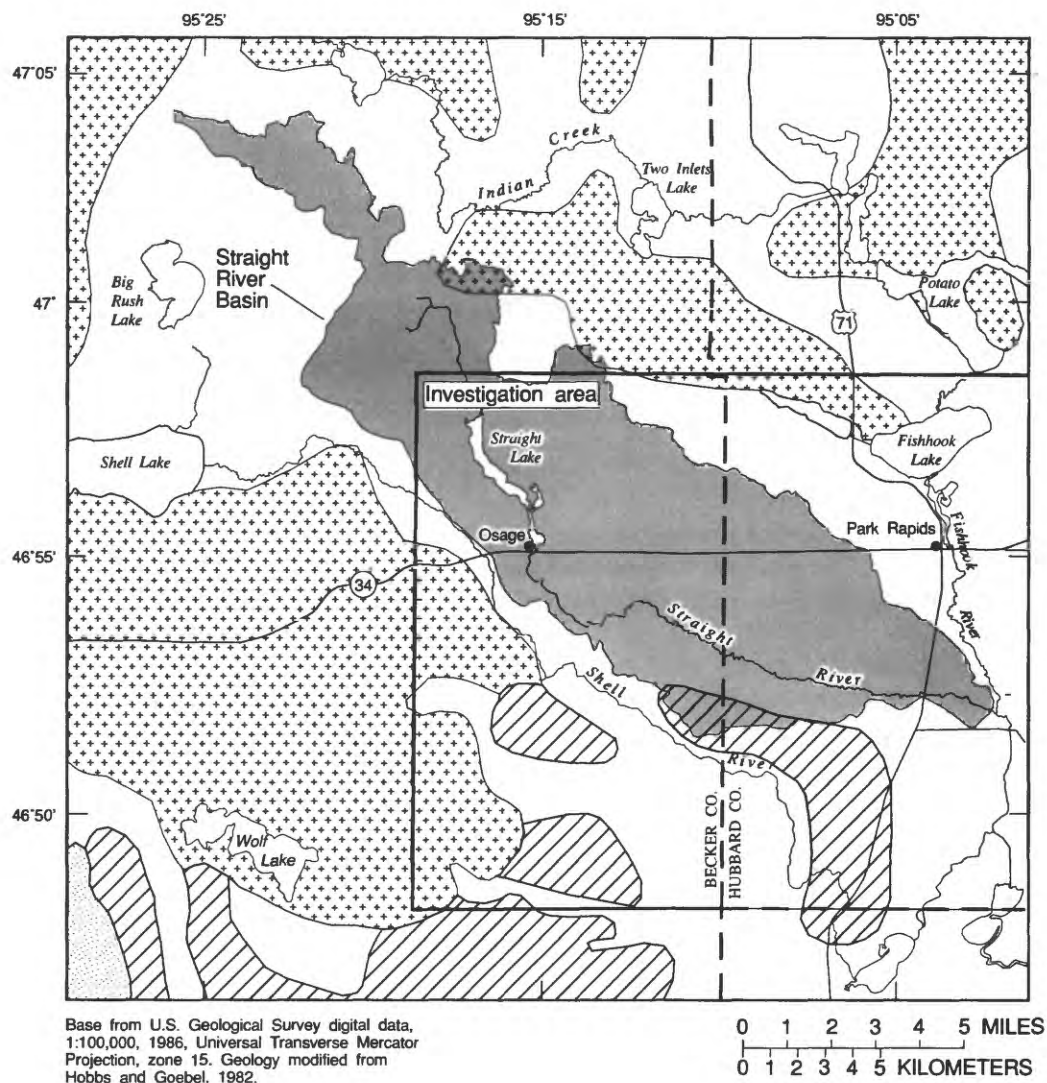 95°25'
95°15'
95°05'
47°05'
Indian Creek
Two Inlets
Lake
Straight
River
Basin
Big
Rush
Lake
47°
Potato
Lake
71
Investigation area
Straight
Lake
Fishhook
Lake
Shell Lake
Osage
Park Rapids
Fishhook River
46°55'
34
Straight River
Shell River
46°50'
BECKER CO.
HUBBARD CO.
Wolf
Lake
Base from U.S. Geological Survey digital data,
1:100,000, 1986, Universal Transverse Mercator
Projection, zone 15. Geology modified from
Hobbs and Goebel, 1982.
0 1 2 3 4 5 MILES
0 1 2 3 4 5 KILOMETERS